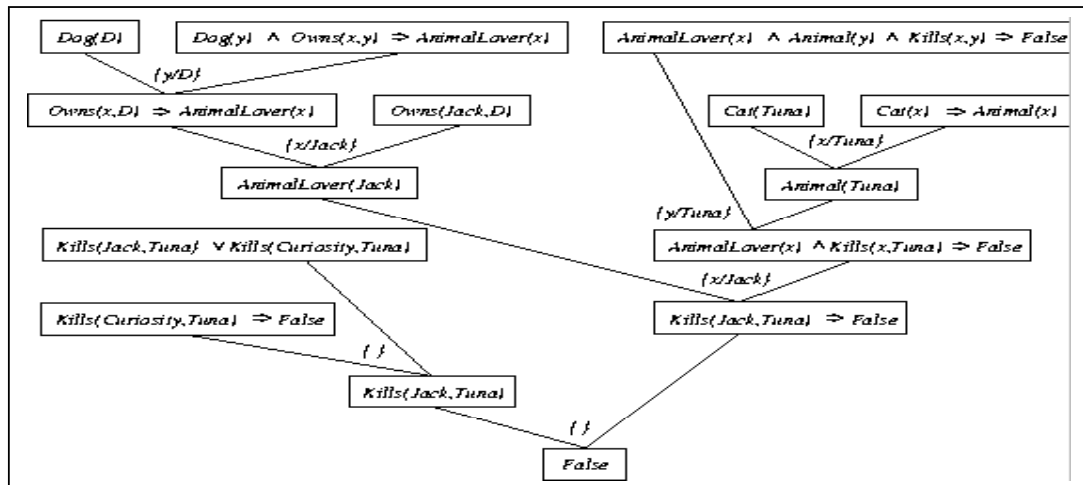 Dog(D)
Dog(y) ∧ Owns(x,y) ⇒ AnimalLover(x)
AnimalLover(x) ∧ Animal(y) ∧ Kills(x,y) ⇒ False
{y/D}
Owns(x,D) ⇒ AnimalLover(x)
Owns(Jack,D)
Cat(Tuna)
Cat(x) ⇒ Animal(x)
{x/Jack}
{x/Tuna}
AnimalLover(Jack)
Animal(Tuna)
{y/Tuna}
Kills(Jack,Tuna) ∨ Kills(Curiosity,Tuna)
AnimalLover(x) ∧ Kills(x,Tuna) ⇒ False
{x/Jack}
Kills(Curiosity,Tuna) ⇒ False
Kills(Jack,Tuna) ⇒ False
{ }
Kills(Jack,Tuna)
{ }
False